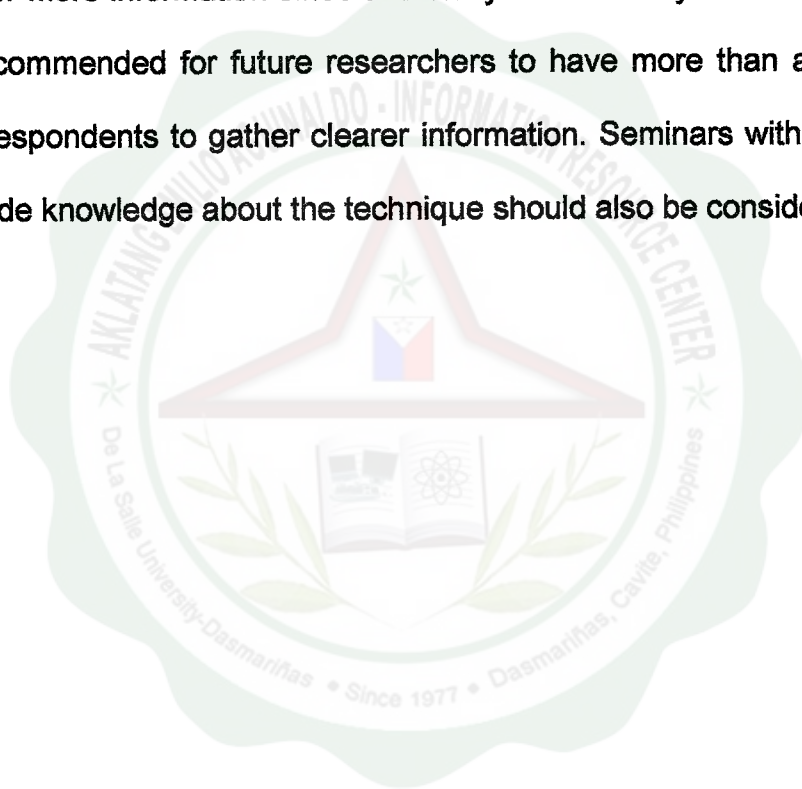 commended for future researchers to have more than a
espondents to gather clearer information. Seminars with
de knowledge about the technique should also be conside
AKLATANG EMILIO AGUINALDO - INFORMATION RESOURCE CENTER
De La Salle University-Dasmariñas • Since 1977 • Dasmariñas, Cavite, Philippines